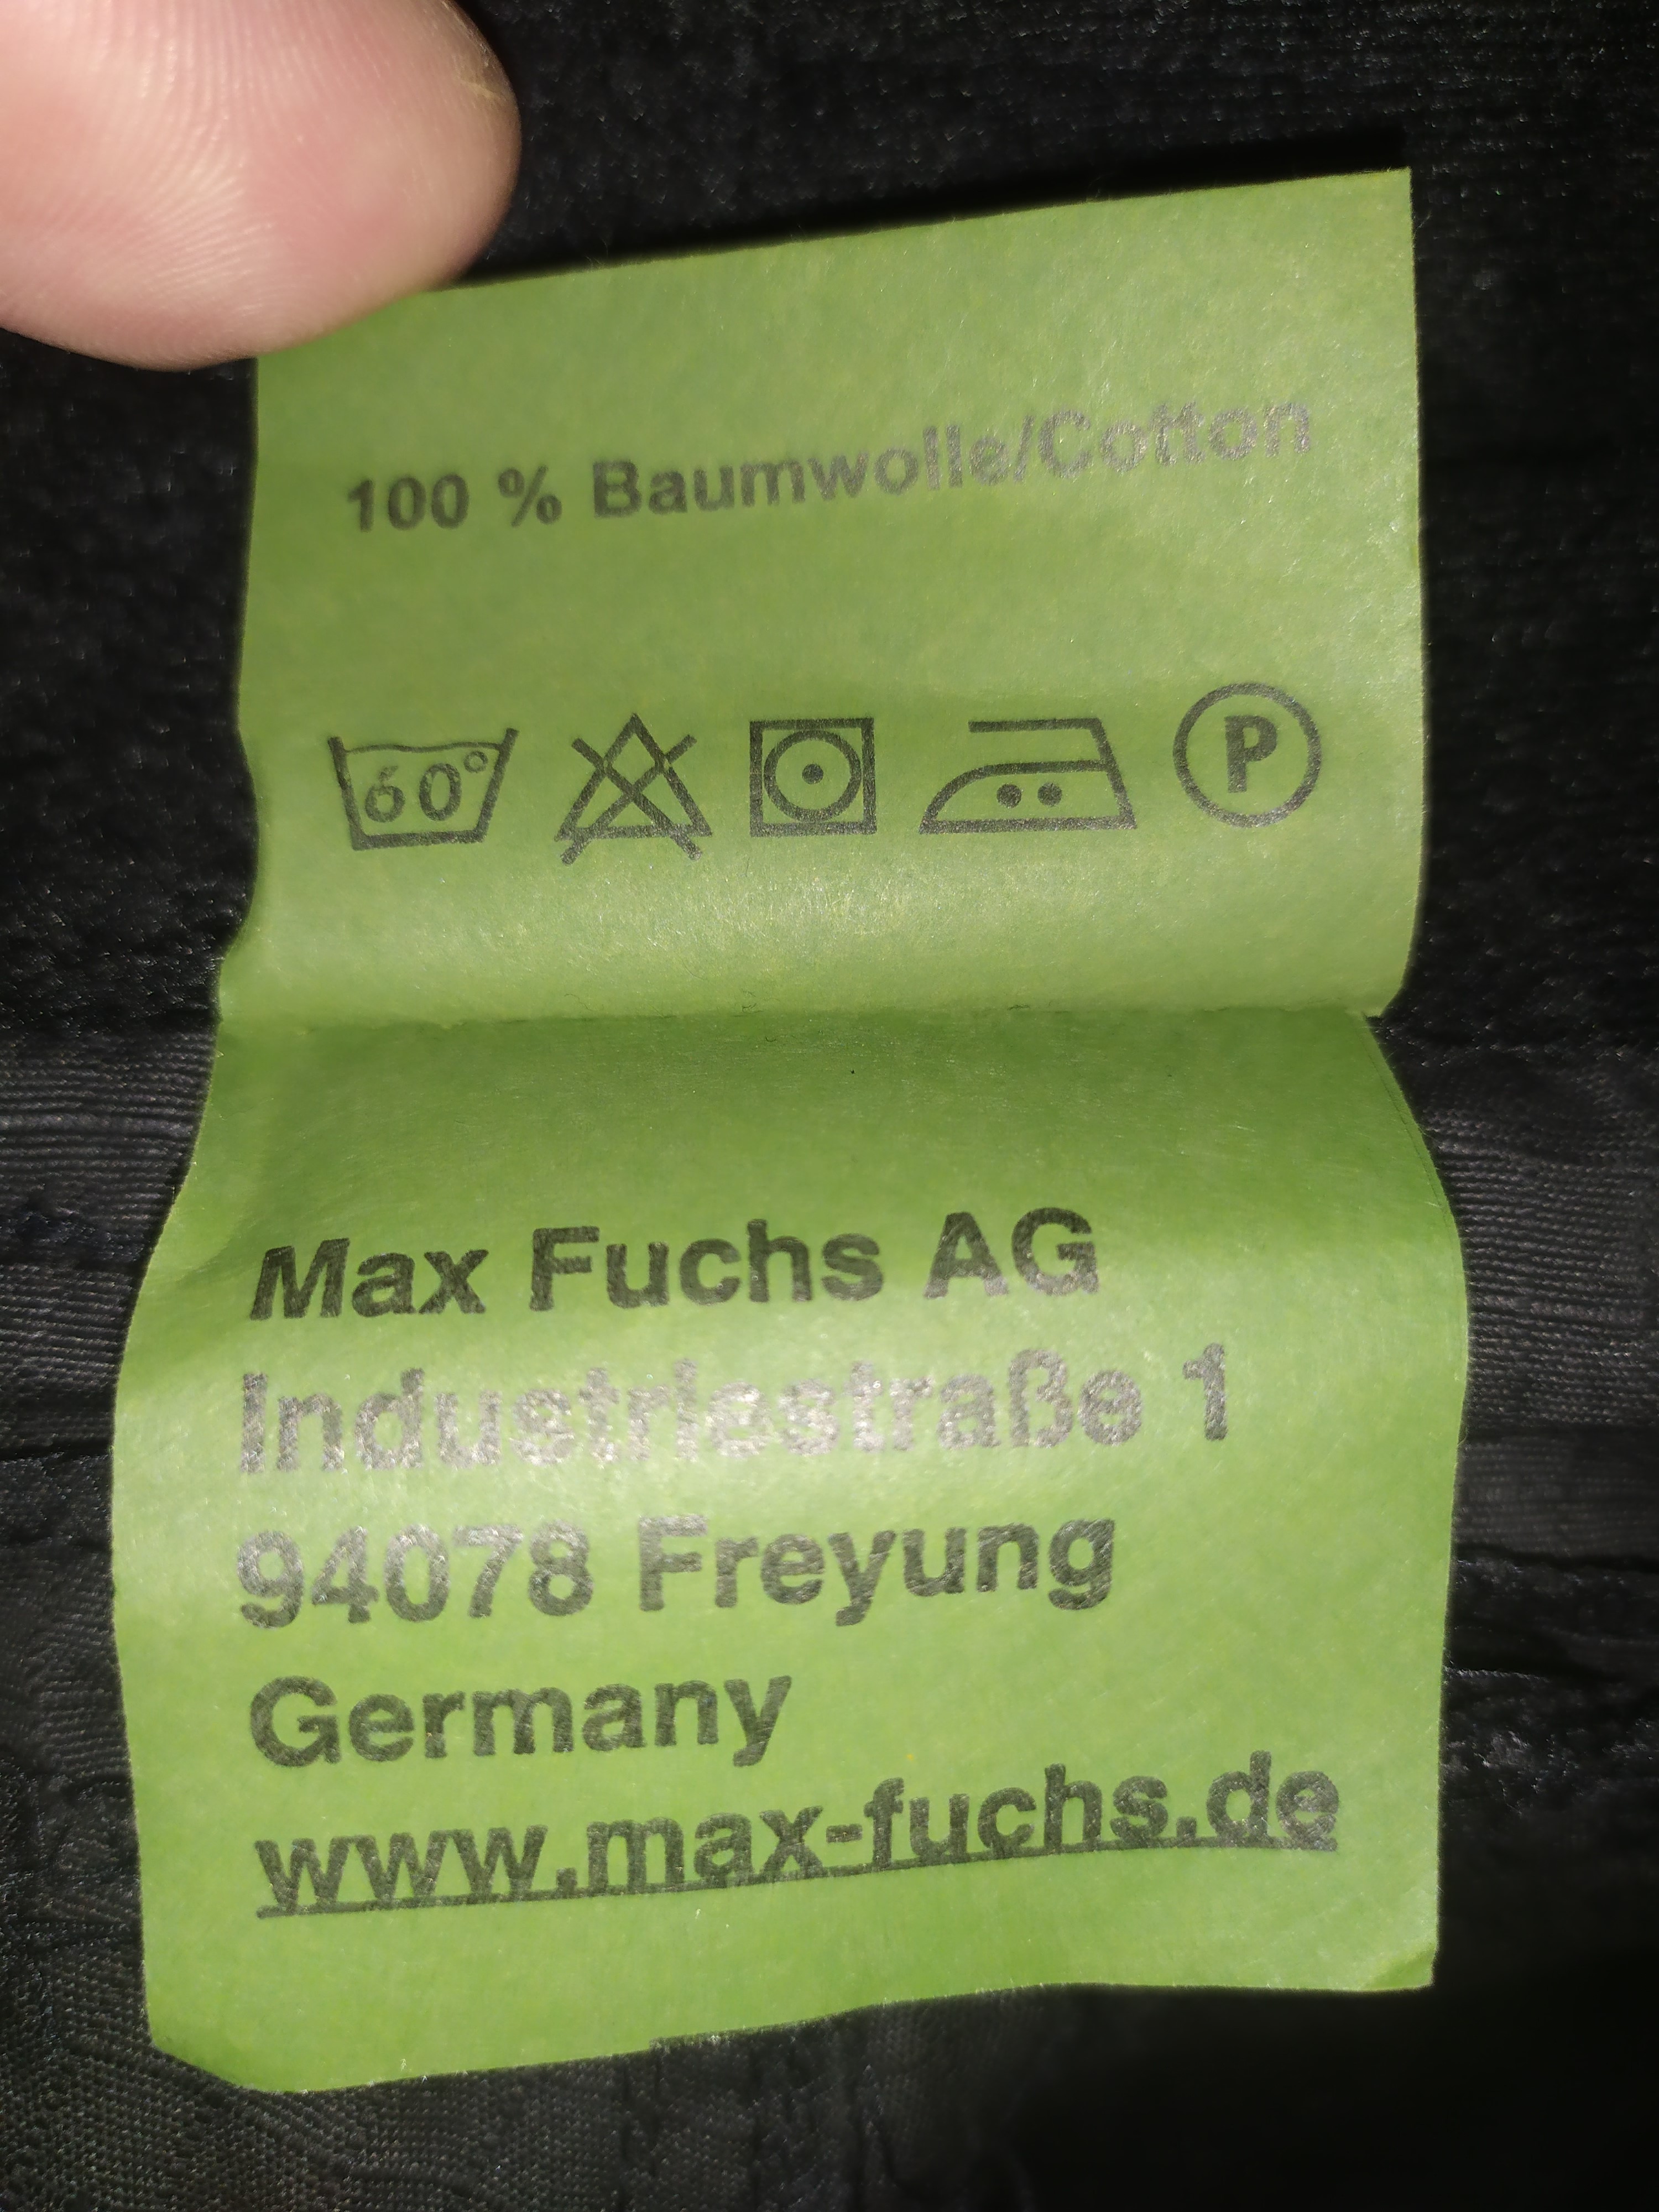 100 % Baumwolle/Cotton
60°
P
Max Fuchs AG
Industriestraße 1
94078 Freyung
Germany
www.max-fuchs.de